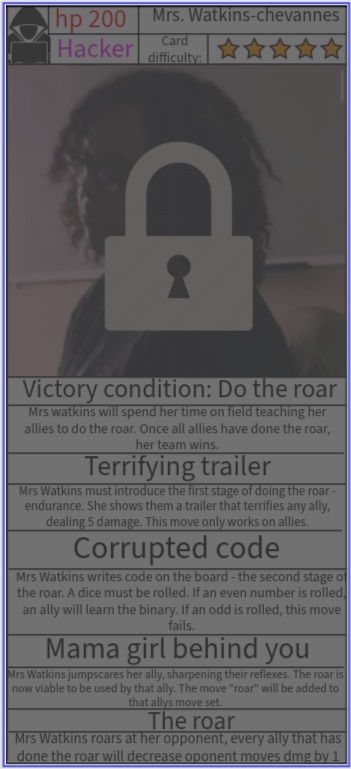 hp 200
Mrs. Watkins-chevannes
Hacker
Card
difficulty:
Victory condition: Do the roar
Mrs watkins will spend her time on field teaching her
allies to do the roar. Once all allies have done the roar,
her team wins.
Terrifying trailer
Mrs Watkins must introduce the first stage of doing the roar -
endurance. She shows them a trailer that terrifies any ally,
dealing 5 damage. This move only works on allies.
Corrupted code
Mrs Watkins writes code on the board - the second stage of
the roar. A dice must be rolled. If an even number is rolled,
an ally will learn the binary. If an odd is rolled, this move
fails.
Mama girl behind you
Mrs Watkins jumpscares her ally, sharpening their reflexes. The roar is
now viable to be used by that ally. The move "roar" will be added to
that allys move set.
The roar
Mrs Watkins roars at her opponent, every ally that has
done the roar will decrease oponent moves dmg by 1